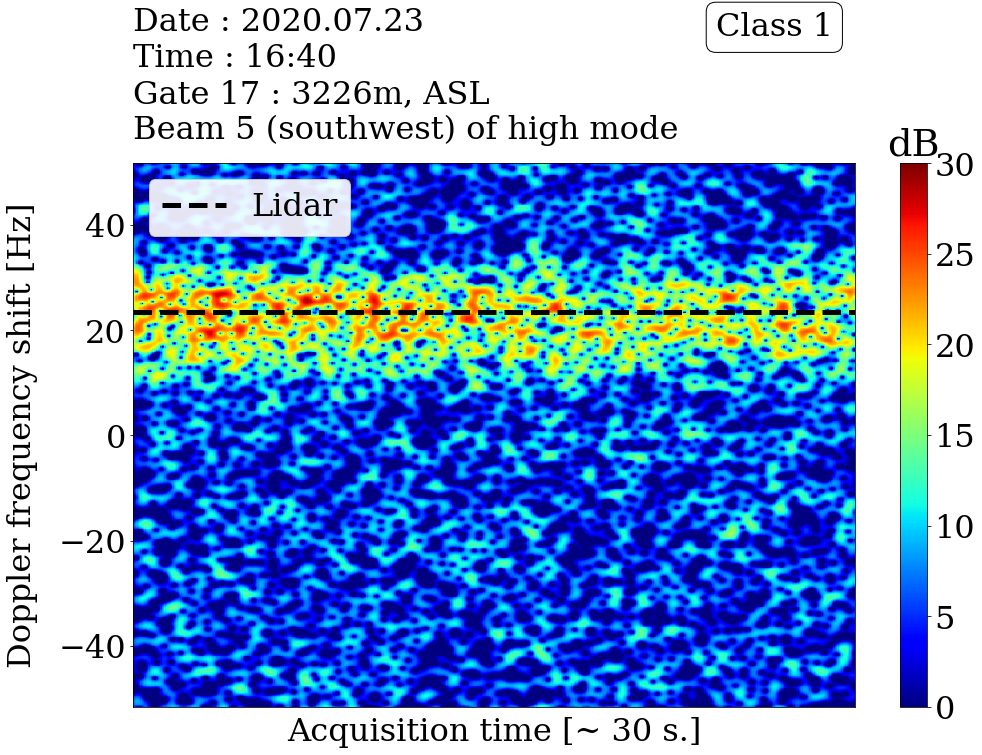 Date : 2020.07.23
Time : 16:40
Gate 17 : 3226m, ASL
Beam 5 (southwest) of high mode
Class 1
dB
Lidar
Doppler frequency shift [Hz]
40
20
0
−20
−40
Acquisition time [~ 30 s.]
30
25
20
15
10
5
0